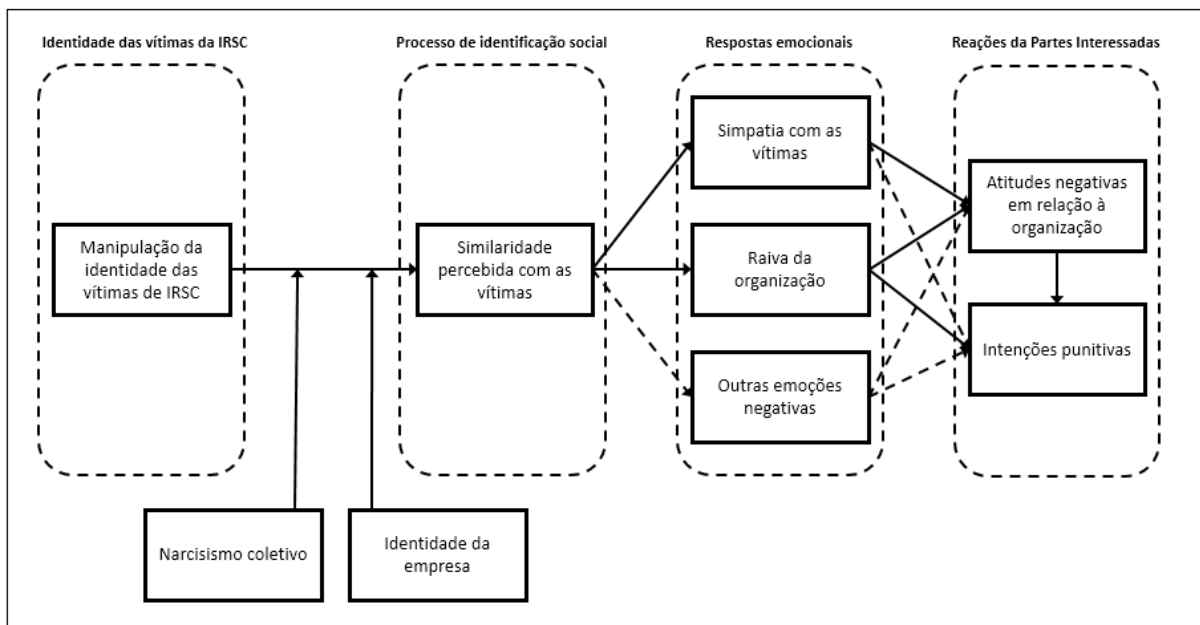 Identidade das vítimas da IRSC
Processo de identificação social
Respostas emocionais
Reações da Partes Interessadas
Manipulação da
identidade das
vítimas de IRSC
Similaridade
percebida com as
vítimas
Simpatia com as
vítimas
Raiva da
organização
Outras emoções
negativas
Atitudes negativas
em relação à
organização
Intenções punitivas
Narcisismo coletivo
Identidade da
empresa